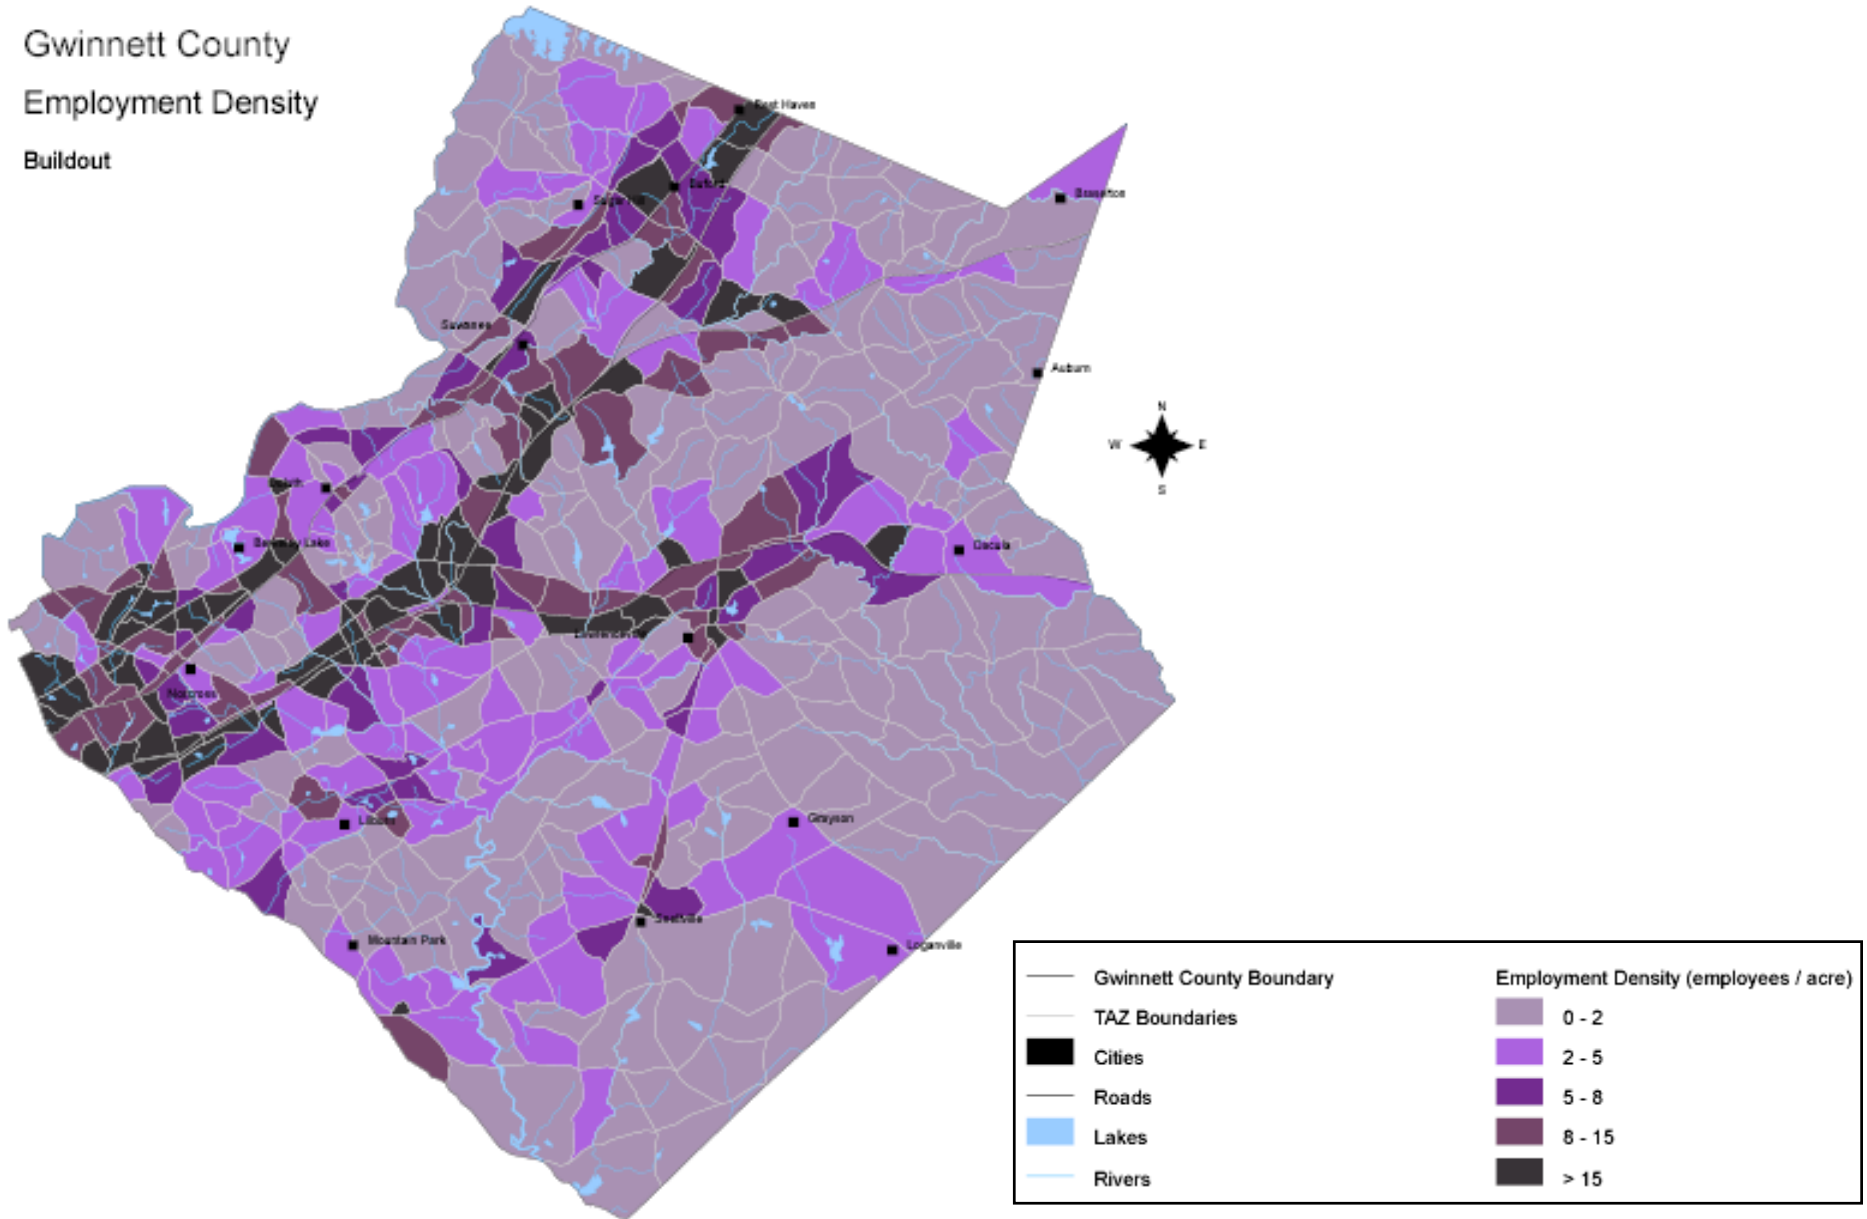 Gwinnett County
Employment Density
Buildout
Rest Haven
Buford
Sugar Hill
Braselton
Suwanee
Auburn
N
W E
S
Duluth
Berkeley Lake
Dacula
Lawrenceville
Norcross
Lilburn
Grayson
Snellville
Mountain Park
Loganville
Gwinnett County Boundary
TAZ Boundaries
Cities
Roads
Lakes
Rivers
Employment Density (employees / acre)
0 - 2
2 - 5
5 - 8
8 - 15
> 15